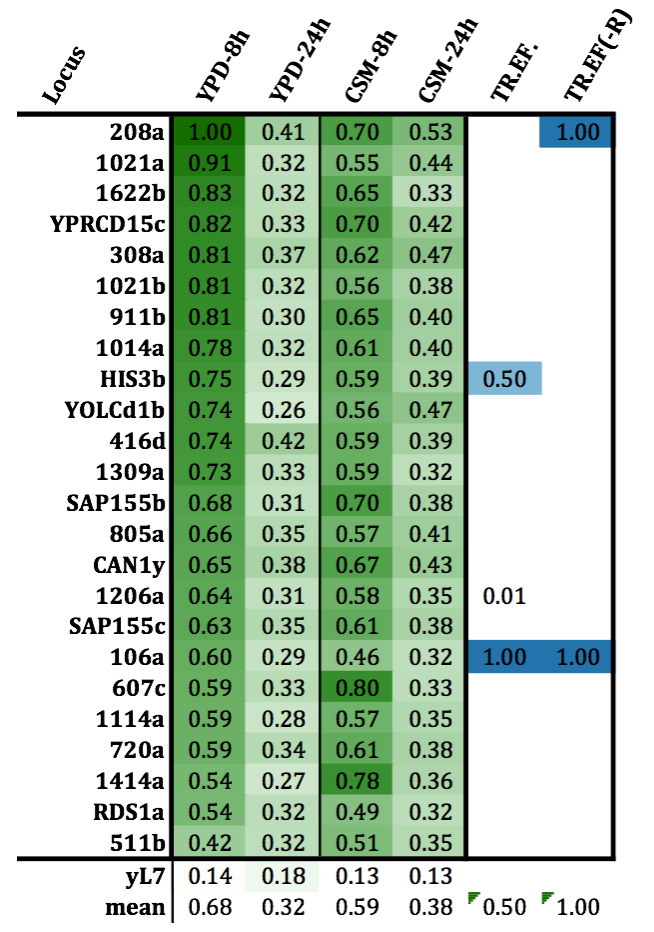 Locus YPD-8h YPD-24h CSM-8h CSM-24h TR.EF. TR.EF(-R)
208a 1.00 0.41 0.70 0.53 1.00
1021a 0.91 0.32 0.55 0.44
1622b 0.83 0.32 0.65 0.33
YPRCD15c 0.82 0.33 0.70 0.42
308a 0.81 0.37 0.62 0.47
1021b 0.81 0.32 0.56 0.38
911b 0.81 0.30 0.65 0.40
1014a 0.78 0.32 0.61 0.40
HIS3b 0.75 0.29 0.59 0.39 0.50
YOLCd1b 0.74 0.26 0.56 0.47
416d 0.74 0.42 0.59 0.39
1309a 0.73 0.33 0.59 0.32
SAP155b 0.68 0.31 0.70 0.38
805a 0.66 0.35 0.57 0.41
CAN1y 0.65 0.38 0.67 0.43
1206a 0.64 0.31 0.58 0.35 0.01
SAP155c 0.63 0.35 0.61 0.38
106a 0.60 0.29 0.46 0.32 1.00 1.00
607c 0.59 0.33 0.80 0.33
1114a 0.59 0.28 0.57 0.35
720a 0.59 0.34 0.61 0.38
1414a 0.54 0.27 0.78 0.36
RDS1a 0.54 0.32 0.49 0.32
511b 0.42 0.32 0.51 0.35
yL7 0.14 0.18 0.13 0.13
mean 0.68 0.32 0.59 0.38 0.50 1.00